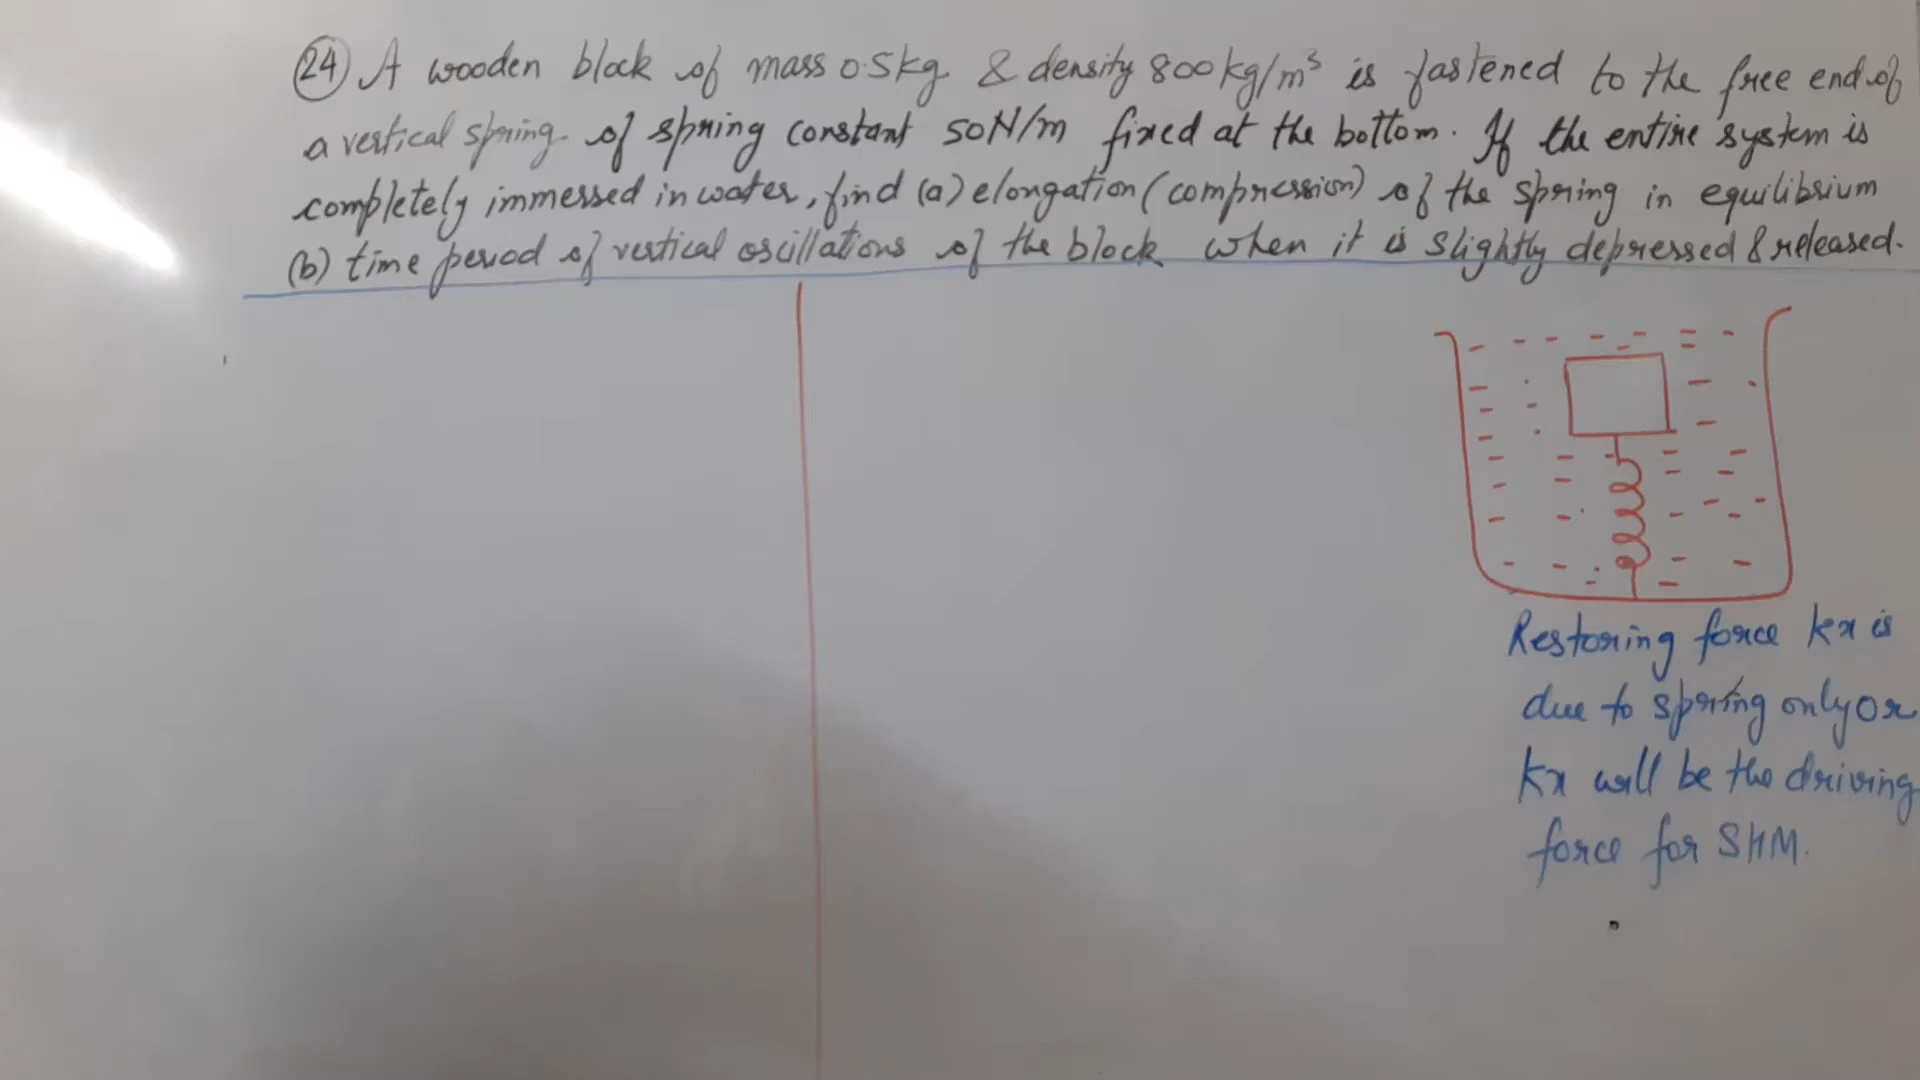 24 A wooden block of mass 0.5kg & density 800kg/m³ is fastened to the free end of
a vertical spring of spring constant 50N/m fixed at the bottom. If the entire system is
completely immersed in water, find (a) elongation (compression) of the spring in equilibrium
(b) time period of vertical oscillations of the block when it is slightly depressed & released.
Restoring force kx is
due to spring only or
kx will be the driving
force for SHM.